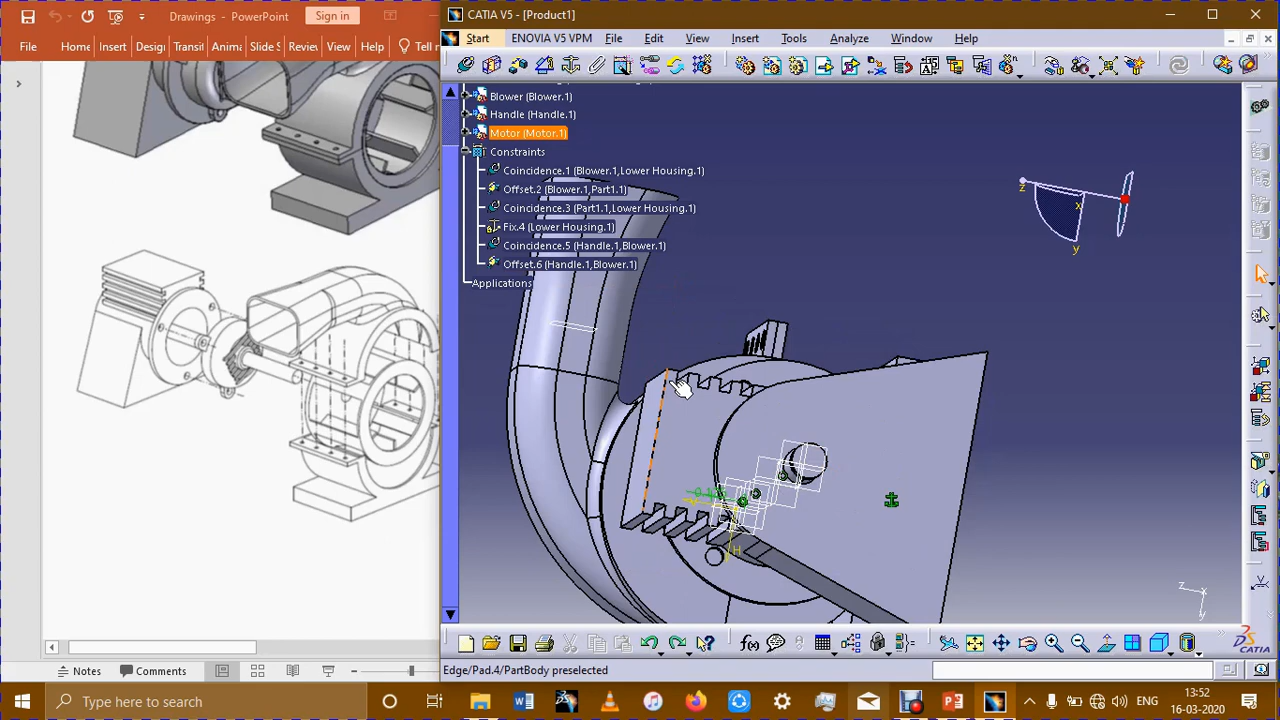 Drawings - PowerPoint
Sign in
File Home Insert Desig Transit Anima Slide S Reviev View Help Tell n
Notes
Comments
CATIA V5 - [Product1]
Start ENOVIA V5 VPM File Edit View Insert Tools Analyze Window Help
Blower (Blower.1)
Handle (Handle.1)
Motor (Motor.1)
Constraints
Coincidence.1 (Blower.1,Lower Housing.1)
Offset.2 (Blower.1,Part1.1)
Coincidence.3 (Part1.1,Lower Housing.1)
Fix.4 (Lower Housing.1)
Coincidence.5 (Handle.1,Blower.1)
Offset.6 (Handle.1,Blower.1)
Applications
z
x
y
H
z x
y
CATIA
Edge/Pad.4/PartBody preselected
Type here to search
ENG
13:52
16-03-2020